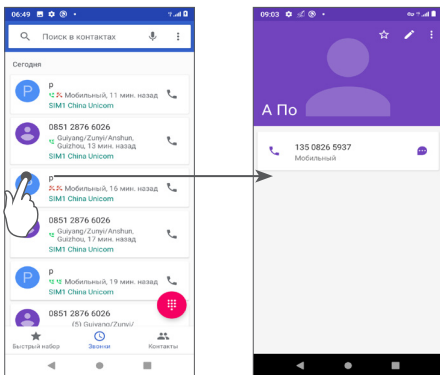 06:49
Поиск в контактах
Сегодня
P
p
Мобильный, 11 мин. назад
SIM1 China Unicom
0851 2876 6026
Guiyang/Zunyi/Anshun,
Guizhou, 13 мин. назад
SIM1 China Unicom
p
Мобильный, 16 мин. назад
SIM1 China Unicom
0851 2876 6026
Guiyang/Zunyi/Anshun,
Guizhou, 17 мин. назад
SIM1 China Unicom
P
p
Мобильный, 19 мин. назад
SIM1 China Unicom
0851 2876 6026
(5) Guiyang/Zunyi/
Быстрый набор
Звонки
Контакты
09:03
А По
135 0826 5937
Мобильный